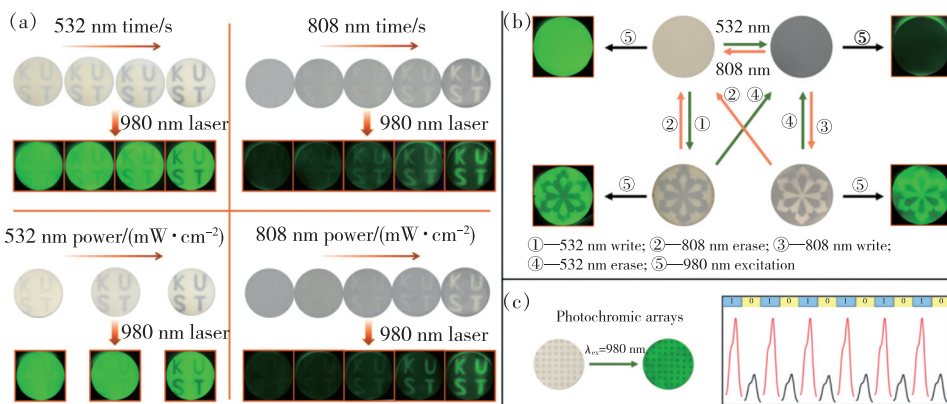 (a)
532 nm time/s
808 nm time/s
K U
S T
K U
S T
K U
S T
K U
S T
K U
S T
980 nm laser
980 nm laser
K U
S T
K U
S T
K U
S T
K U
S T
532 nm power/(mW·cm⁻²)
808 nm power/(mW·cm⁻²)
K U
S T
K U
S T
K U
S T
K U
S T
980 nm laser
980 nm laser
K U
S T
K U
S T
K U
S T
(b)
532 nm
808 nm
⑤
⑤
②
①
②
④
④
③
⑤
⑤
①—532 nm write; ②—808 nm erase; ③—808 nm write;
④—532 nm erase; ⑤—980 nm excitation
(c)
Photochromic arrays
λex=980 nm
1 0 1 0 1 0 1 0 1 0 1 0